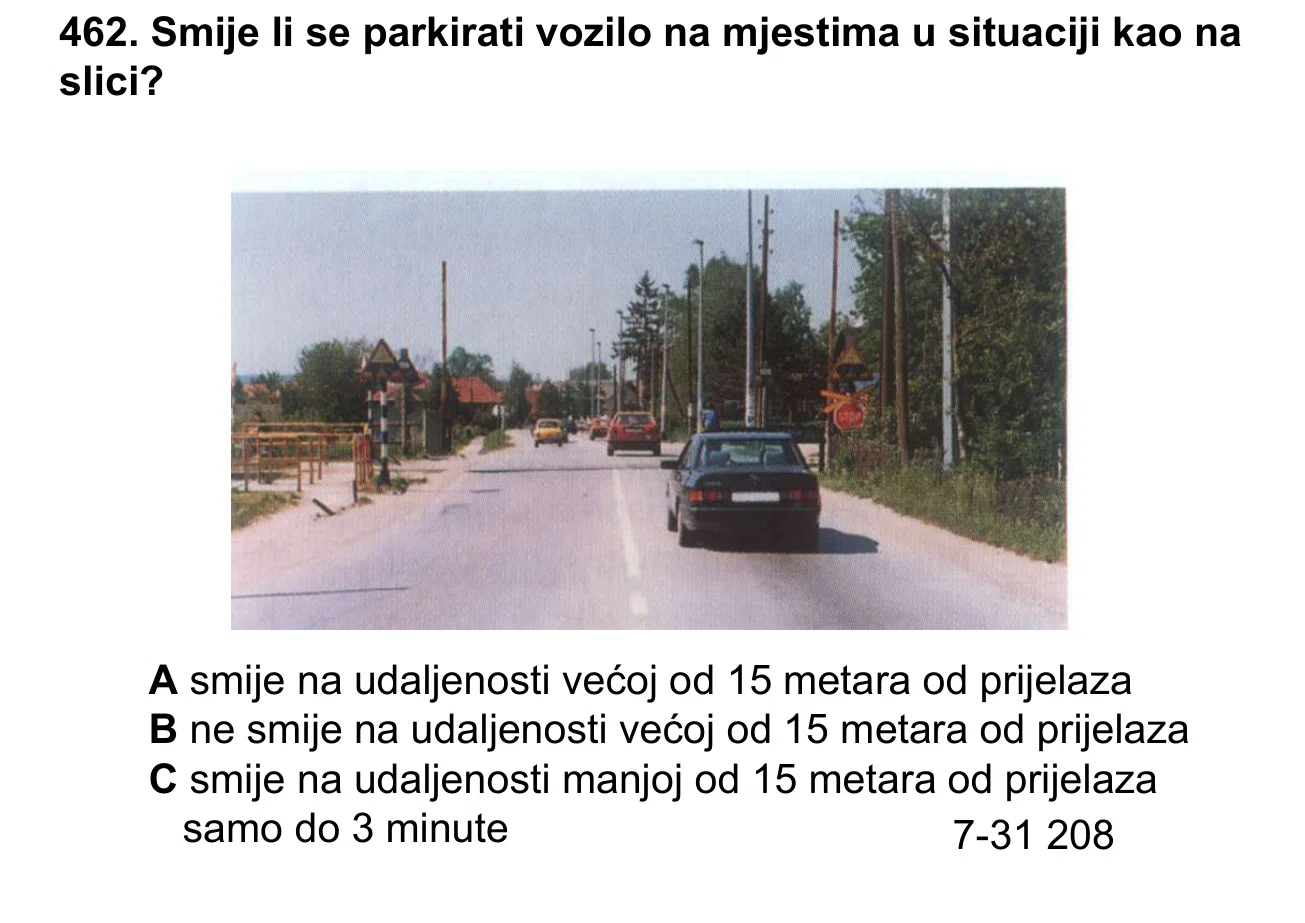 462. Smije li se parkirati vozilo na mjestima u situaciji kao na
slici?
STOP
A smije na udaljenosti većoj od 15 metara od prijelaza
B ne smije na udaljenosti većoj od 15 metara od prijelaza
C smije na udaljenosti manjoj od 15 metara od prijelaza
samo do 3 minute
7-31 208